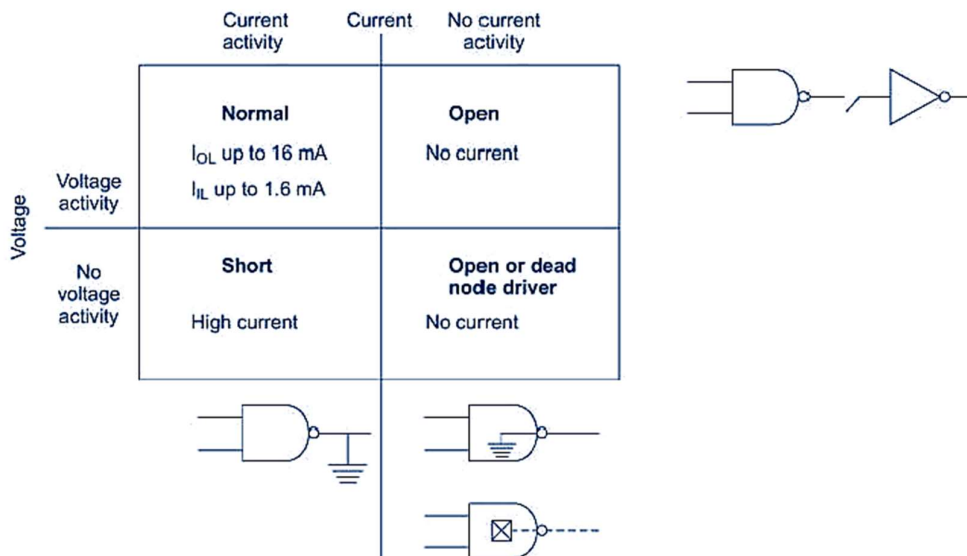 Current activity
Current
No current activity
Voltage
Voltage activity
Normal
I_OL up to 16 mA
I_IL up to 1.6 mA
Open
No current
No voltage activity
Short
High current
Open or dead node driver
No current